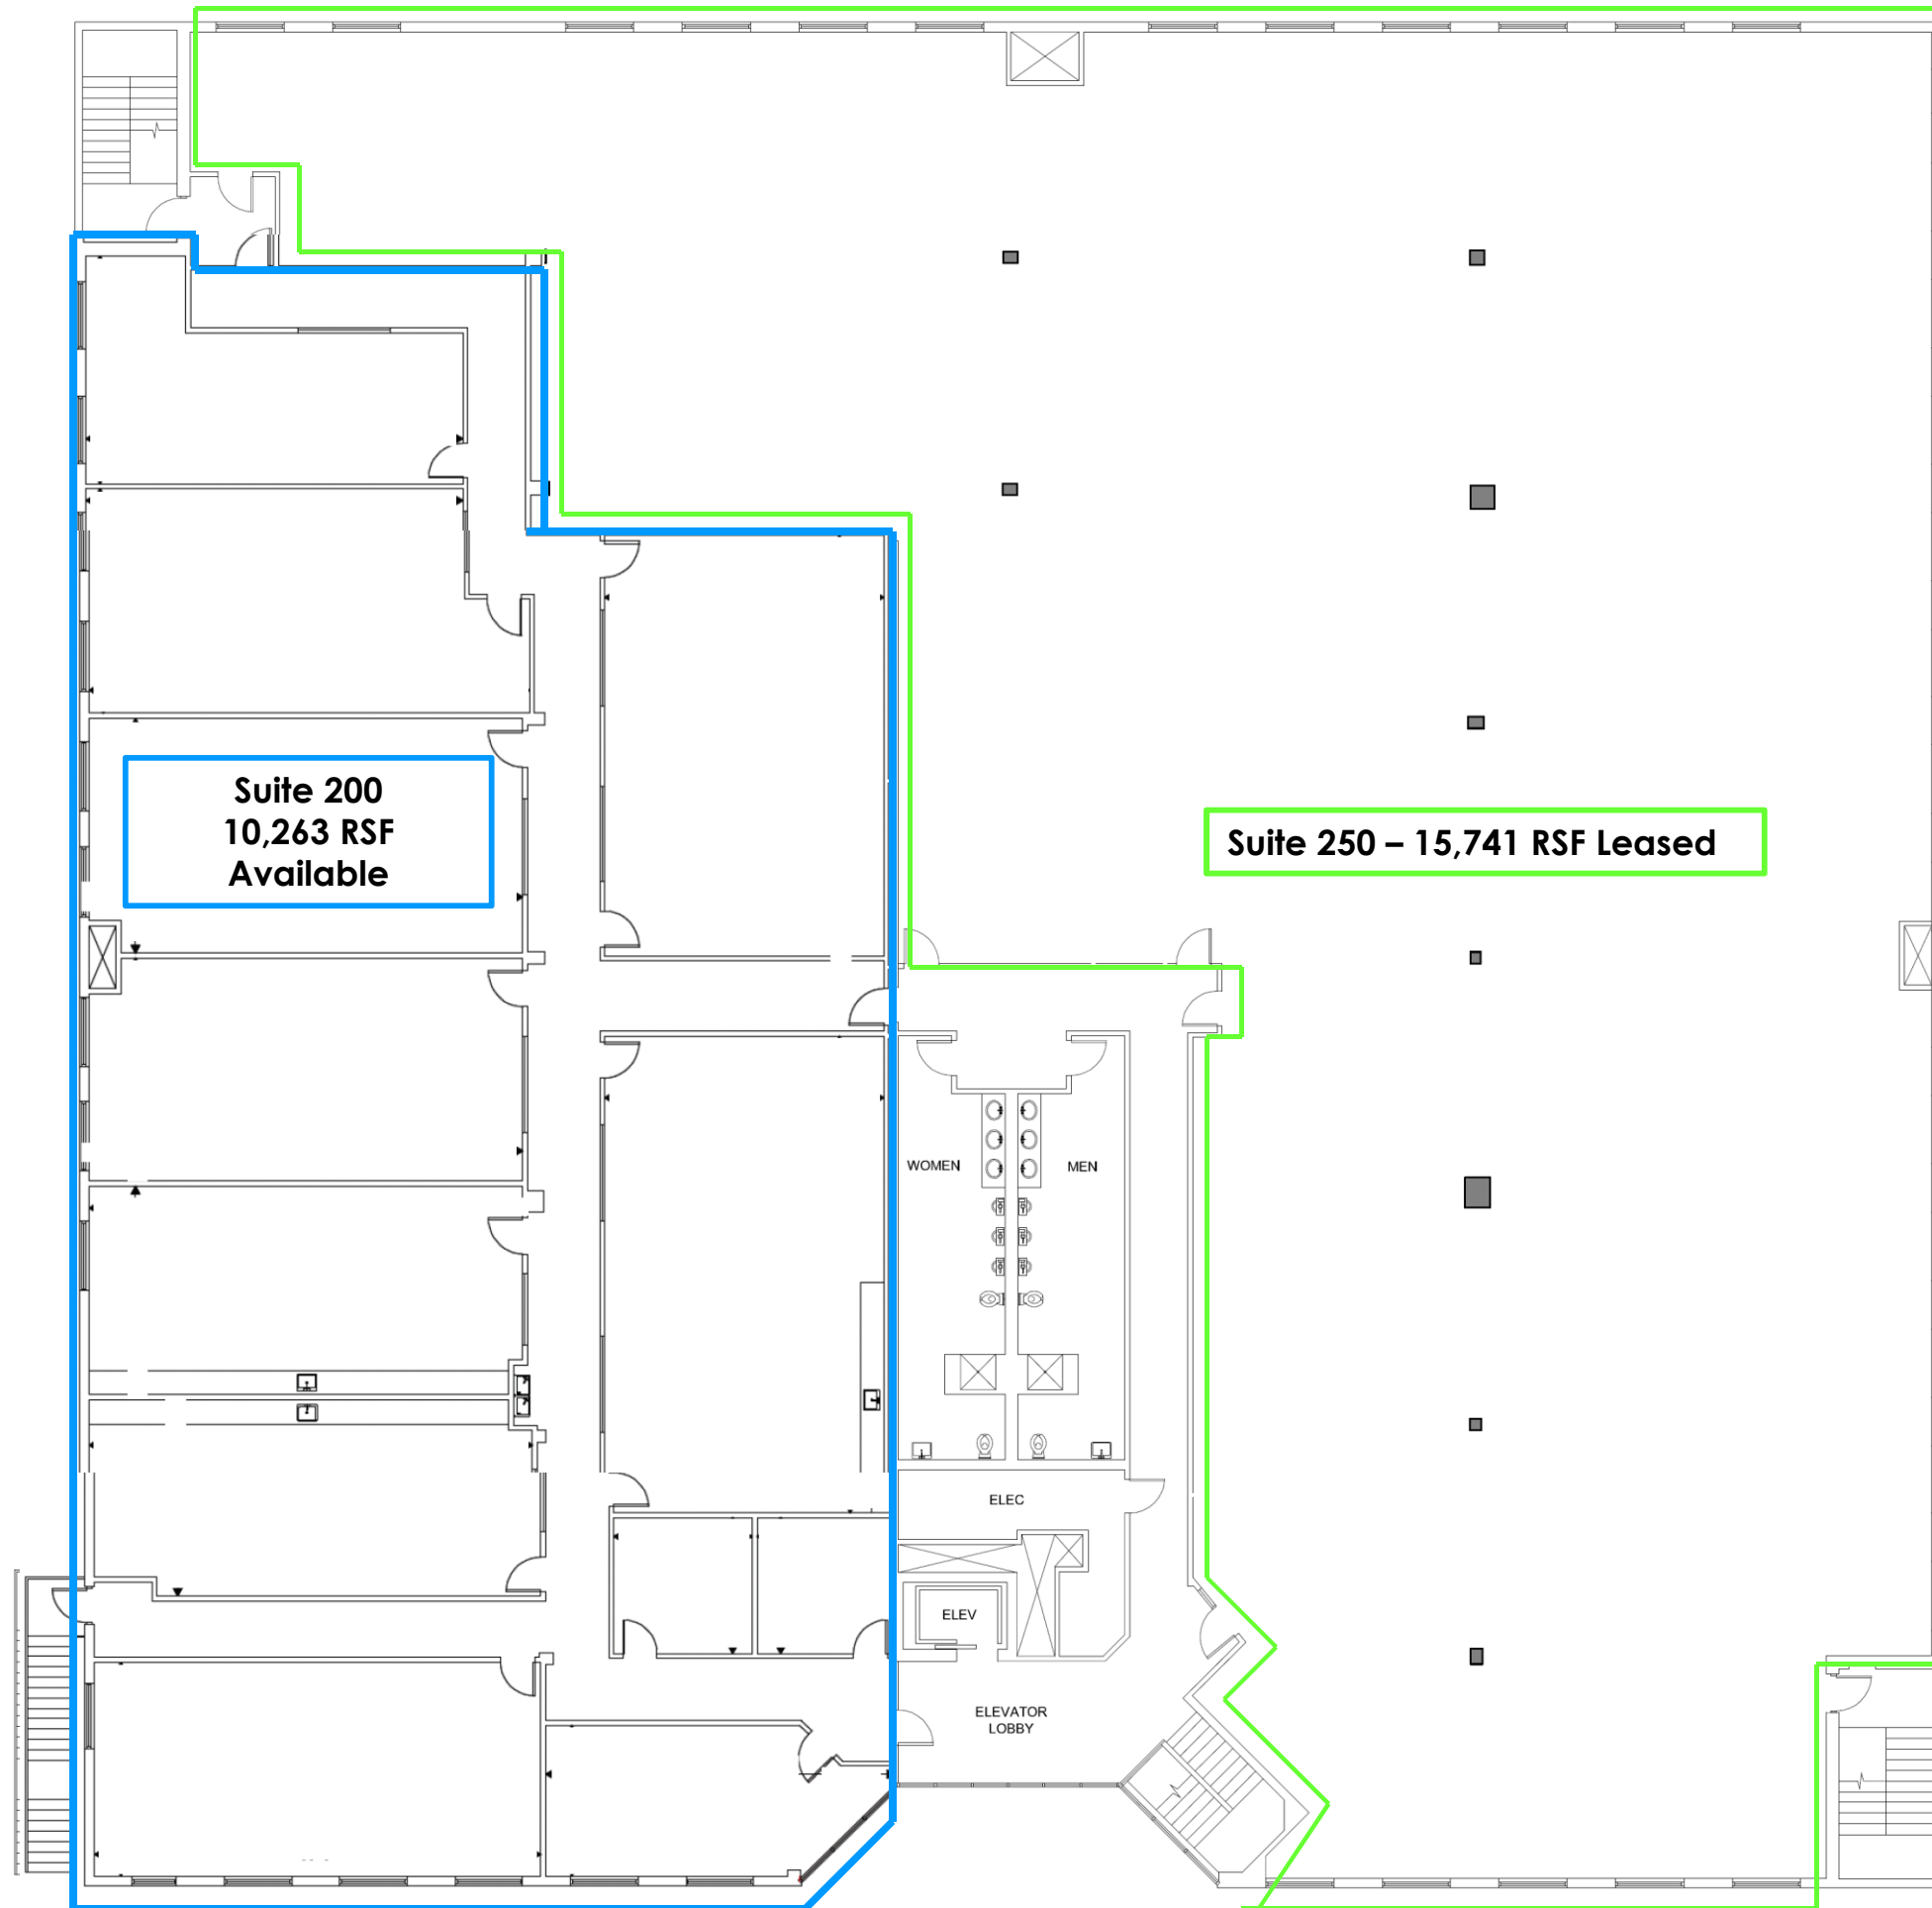 Suite 200
10,263 RSF
Available
Suite 250 – 15,741 RSF Leased
WOMEN
MEN
ELEC
ELEV
ELEVATOR
LOBBY